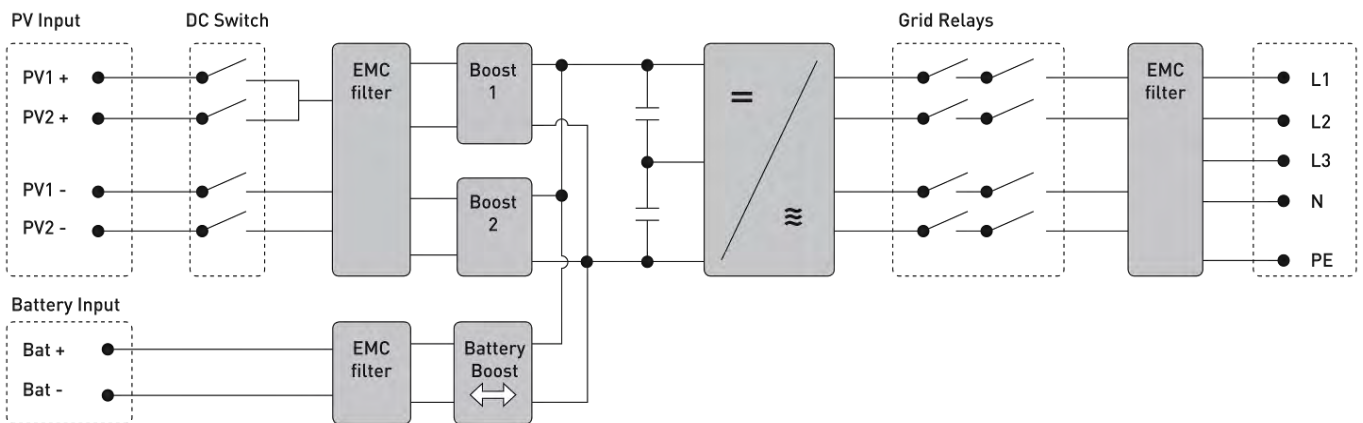 PV Input
DC Switch
Grid Relays
PV1 +
PV2 +
PV1 -
PV2 -
EMC
filter
Boost
1
Boost
2
=
≋
EMC
filter
L1
L2
L3
N
PE
Battery Input
Bat +
Bat -
EMC
filter
Battery
Boost